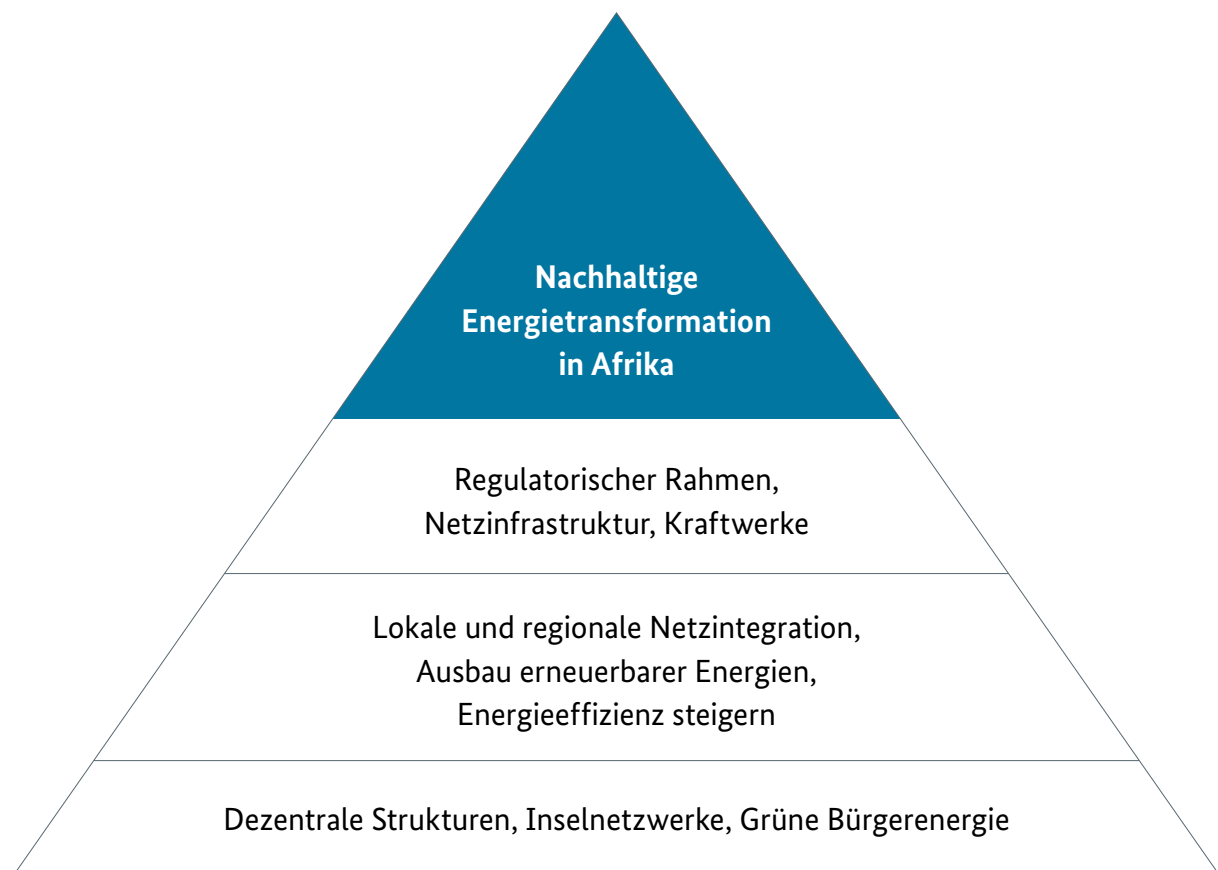 Nachhaltige
Energietransformation
in Afrika
Regulatorischer Rahmen,
Netzinfrastruktur, Kraftwerke
Lokale und regionale Netzintegration,
Ausbau erneuerbarer Energien,
Energieeffizienz steigern
Dezentrale Strukturen, Inselnetzwerke, Grüne Bürgerenergie